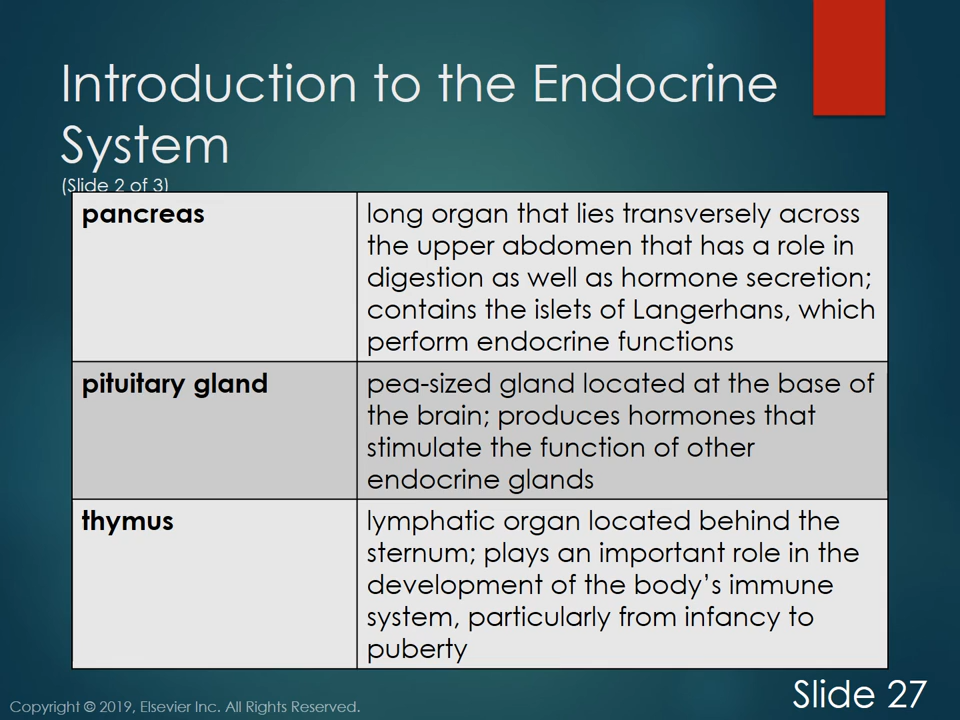 Introduction to the Endocrine
System
(Slide 2 of 3)
pancreas
long organ that lies transversely across
the upper abdomen that has a role in
digestion as well as hormone secretion;
contains the islets of Langerhans, which
perform endocrine functions
pituitary gland
pea-sized gland located at the base of
the brain; produces hormones that
stimulate the function of other
endocrine glands
thymus
lymphatic organ located behind the
sternum; plays an important role in the
development of the body’s immune
system, particularly from infancy to
puberty
Copyright © 2019, Elsevier Inc. All Rights Reserved.
Slide 27